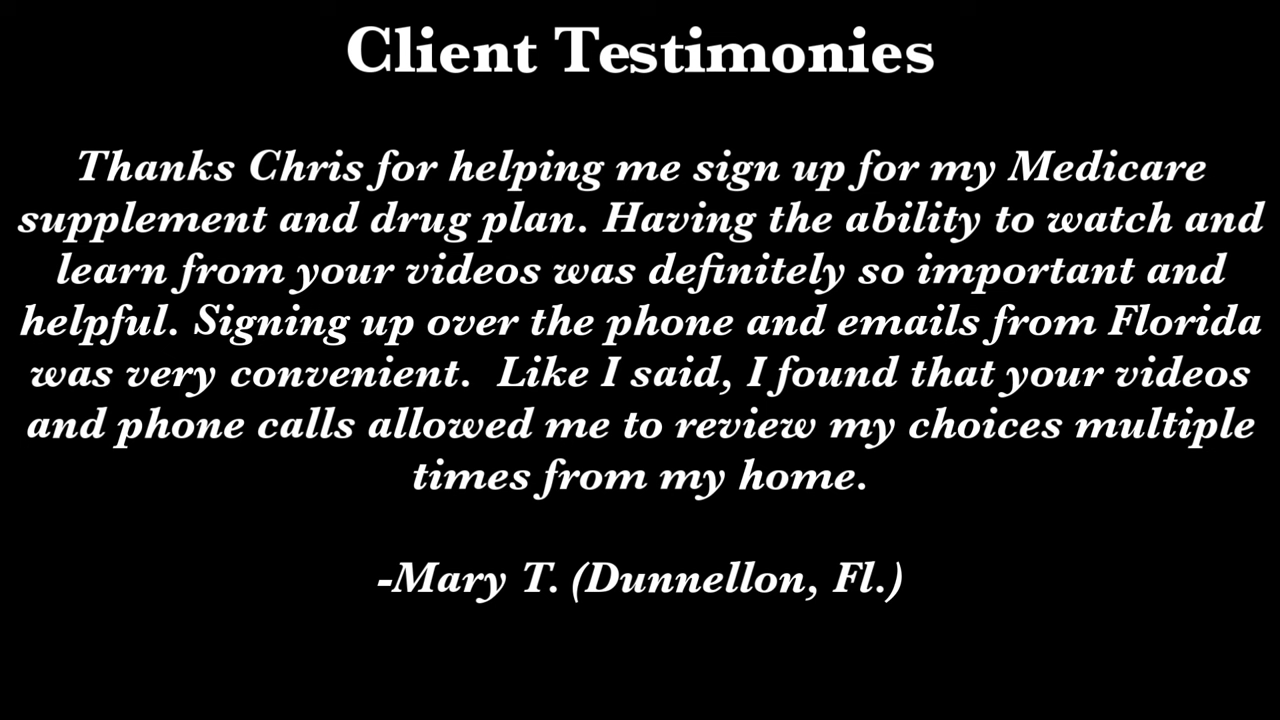 Client Testimonies
Thanks Chris for helping me sign up for my Medicare
supplement and drug plan. Having the ability to watch and
learn from your videos was definitely so important and
helpful. Signing up over the phone and emails from Florida
was very convenient.  Like I said, I found that your videos
and phone calls allowed me to review my choices multiple
times from my home.
-Mary T. (Dunnellon, Fl.)